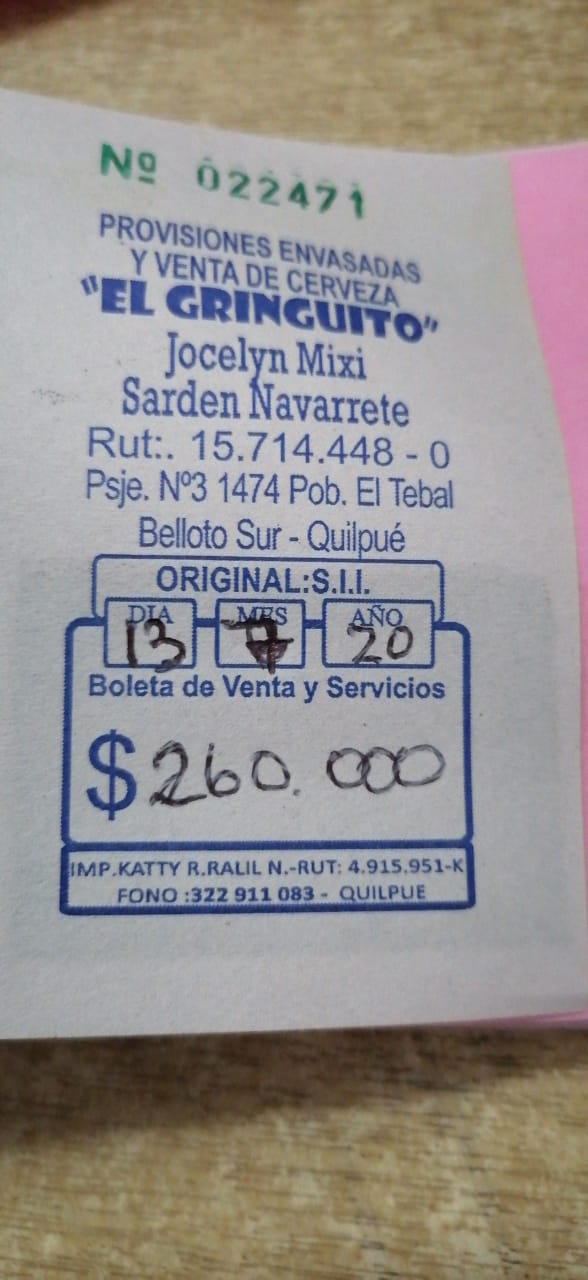 Nº 022471
PROVISIONES ENVASADAS
Y VENTA DE CERVEZA
"EL GRINGUITO"
Jocelyn Mixi
Sarden Navarrete
Rut:. 15.714.448 - 0
Psje. Nº3 1474 Pob. El Tebal
Belloto Sur - Quilpué
ORIGINAL:S.I.I.
DIA MES AÑO
13 7 20
Boleta de Venta y Servicios
$ 260.000
IMP.KATTY R.RALIL N.-RUT: 4.915.951-K
FONO :322 911 083 - QUILPUE